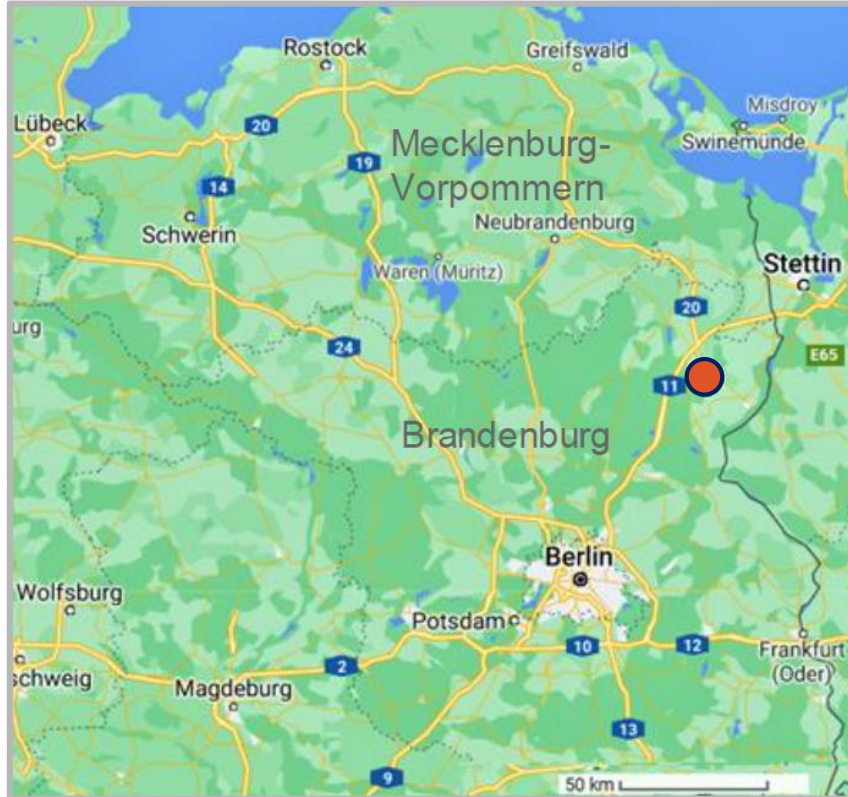 Rostock
Greifswald
Misdroy
Lübeck
20
Swinemünde
19
Mecklenburg-
Vorpommern
14
Neubrandenburg
Schwerin
Waren (Müritz)
Stettin
20
urg
24
E65
11
Brandenburg
Berlin
Wolfsburg
Potsdam
10
12
Frankfurt
(Oder)
schweig
2
Magdeburg
13
9
50 km